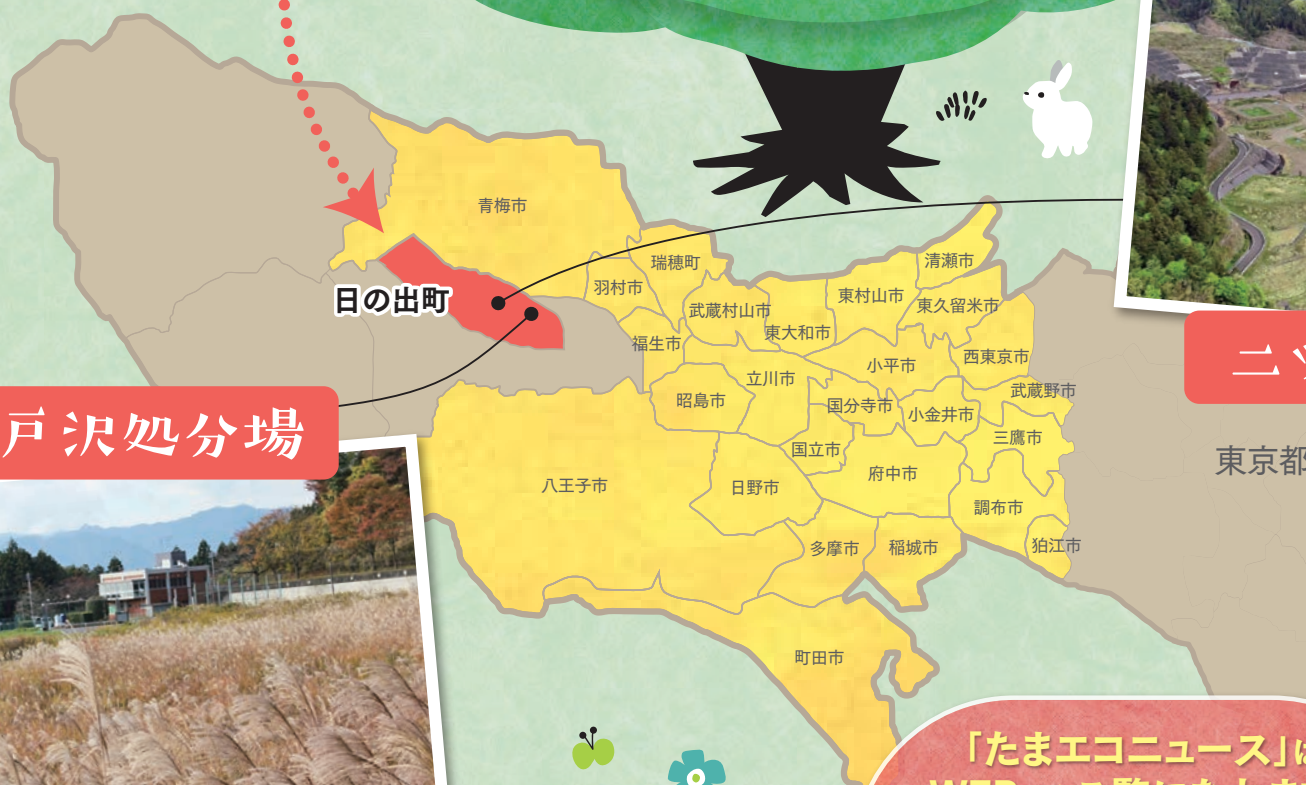 青梅市
瑞穂町
清瀬市
羽村市
日の出町
東村山市
東久留米市
武蔵村山市
東大和市
福生市
西東京市
小平市
立川市
武蔵野市
昭島市
国分寺市
小金井市
戸沢処分場
三鷹市
国立市
東京都
府中市
八王子市
日野市
調布市
多摩市
稲城市
狛江市
町田市
「たまエコニュース」は